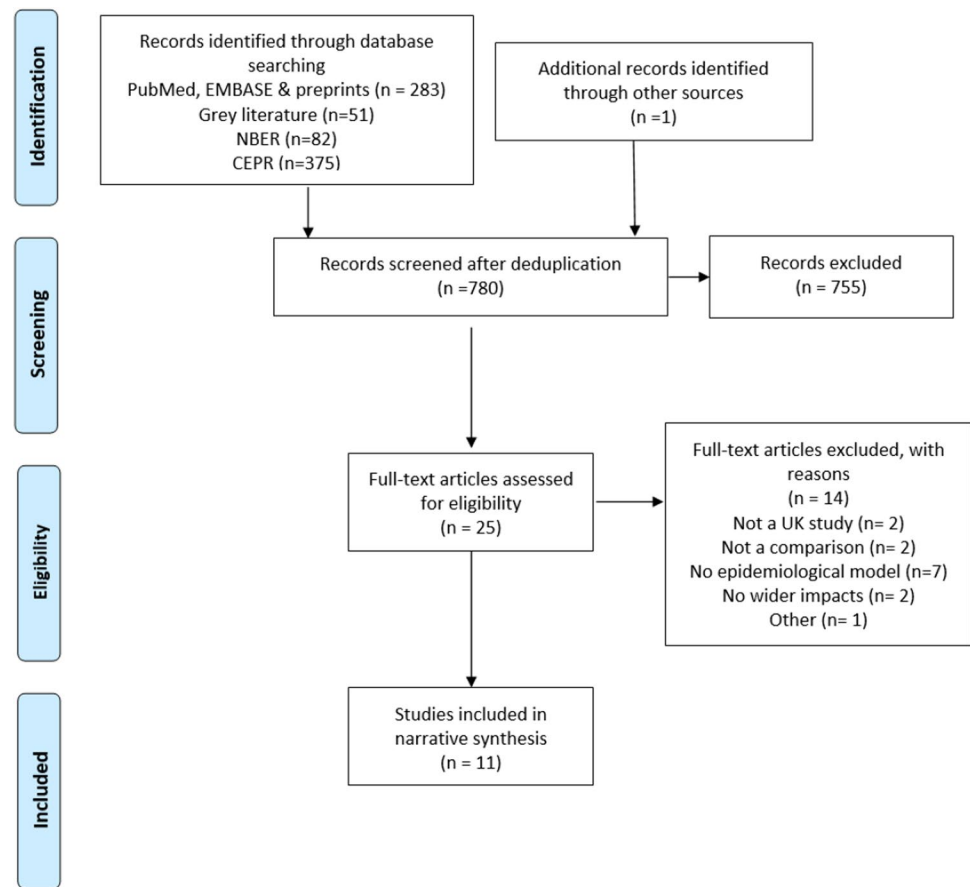 Identification
Records identified through database
searching
PubMed, EMBASE & preprints (n = 283)
Grey literature (n=51)
NBER (n=82)
CEPR (n=375)
Additional records identified
through other sources
(n =1)
Screening
Records screened after deduplication
(n =780)
Records excluded
(n = 755)
Eligibility
Full-text articles assessed
for eligibility
(n = 25)
Full-text articles excluded, with
reasons
(n = 14)
Not a UK study (n= 2)
Not a comparison (n= 2)
No epidemiological model (n=7)
No wider impacts (n= 2)
Other (n= 1)
Included
Studies included in
narrative synthesis
(n = 11)